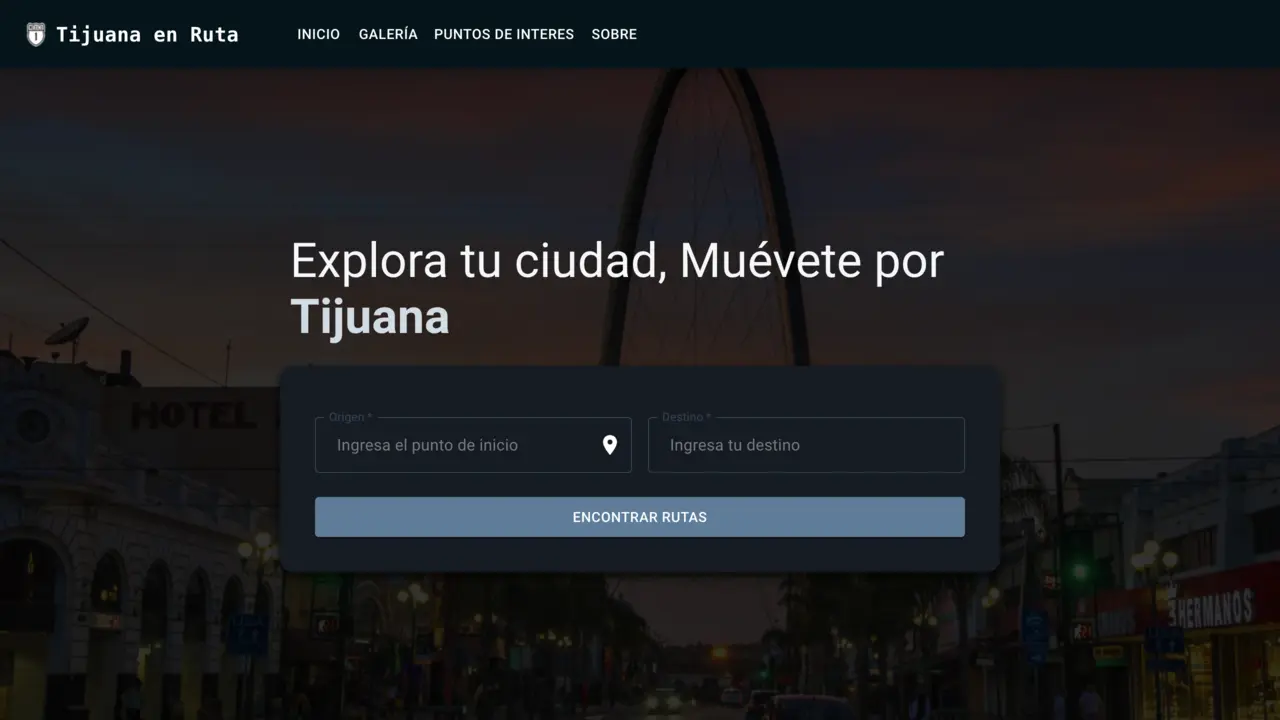 Tijuana en Ruta
INICIO GALERÍA PUNTOS DE INTERES SOBRE
Explora tu ciudad, Muévete por
Tijuana
HOTEL
Origen *
Ingresa el punto de inicio
Destino *
Ingresa tu destino
ENCONTRAR RUTAS
HERMANOS